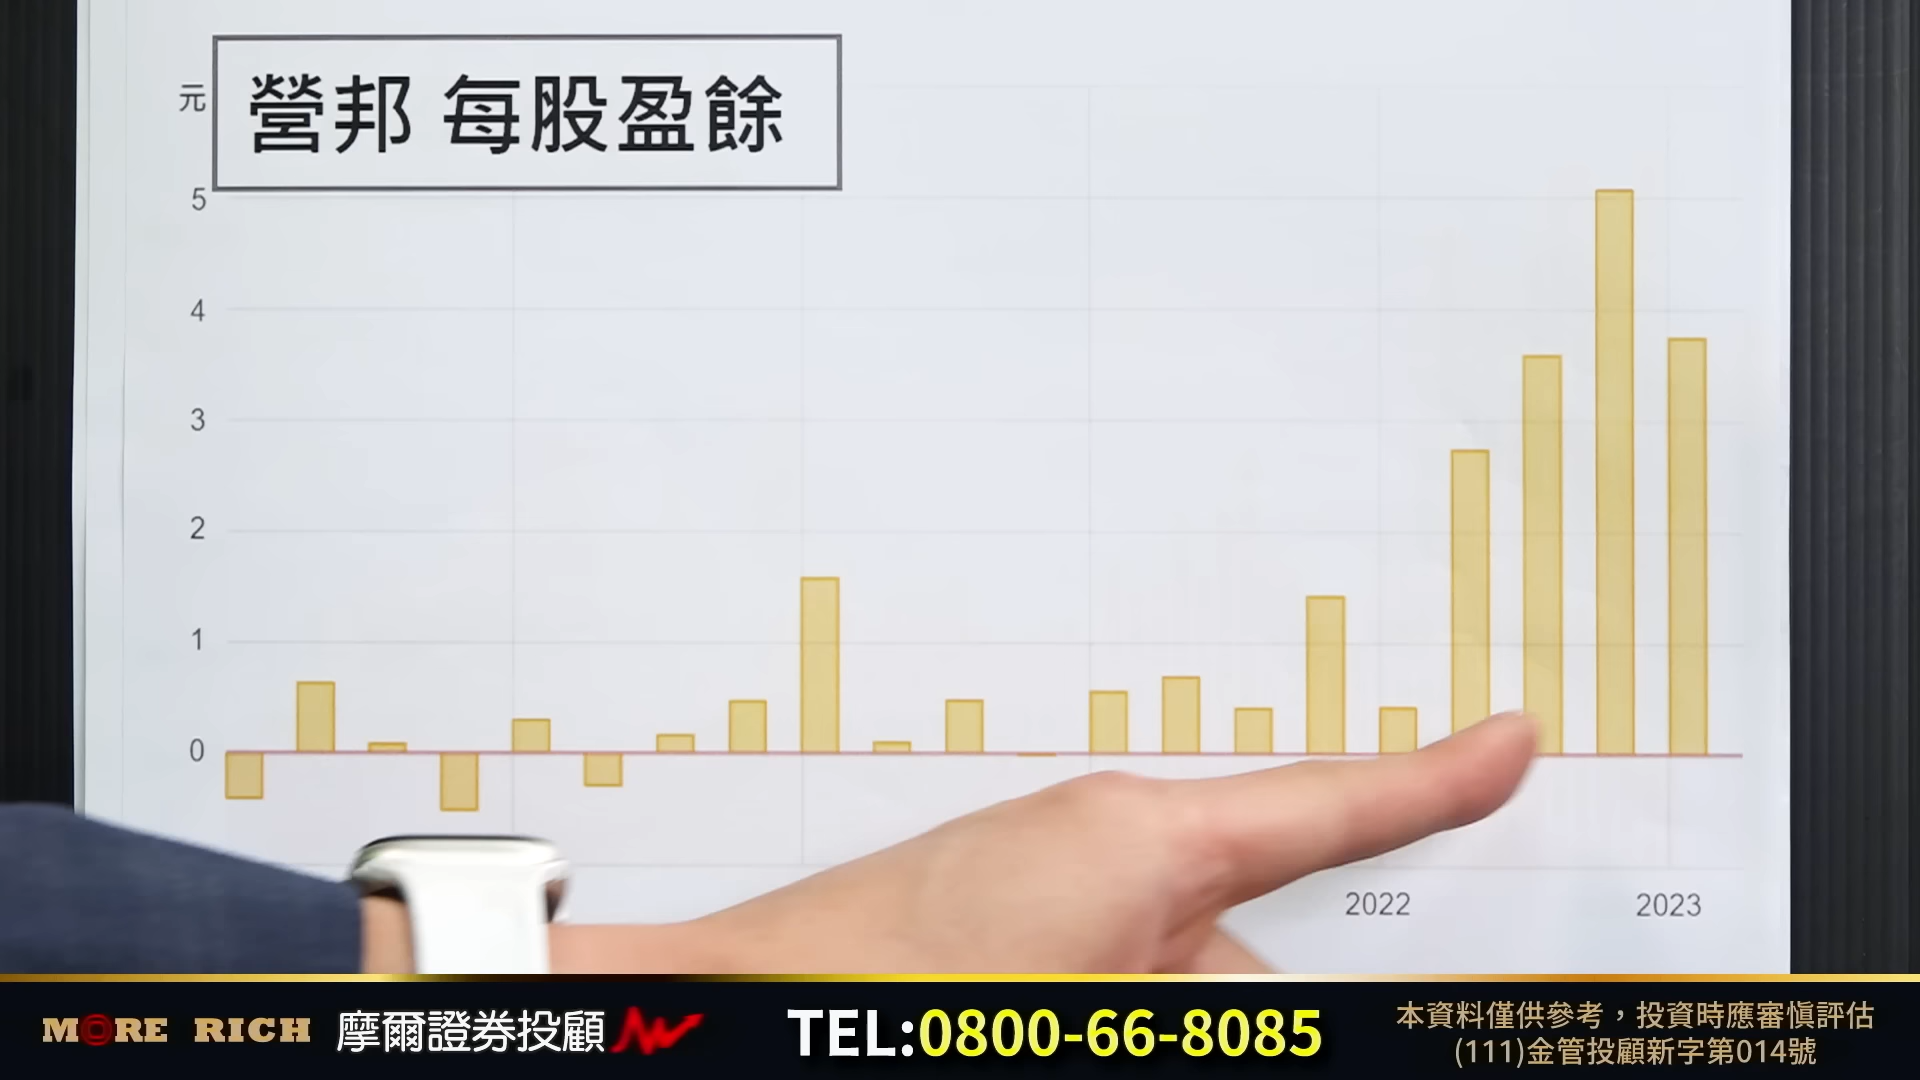 營邦 每股盈餘
元
5
4
3
2
1
0
2022
2023
MORE RICH
摩爾證券投顧
TEL:0800-66-8085
本資料僅供參考，投資時應審慎評估
(111)金管投顧新字第014號